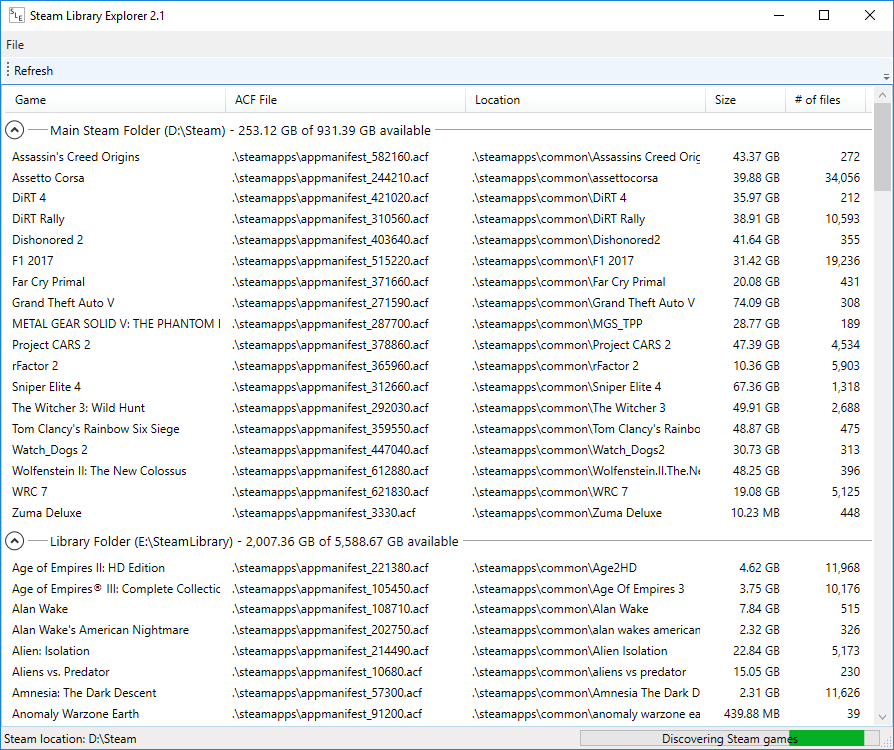 SLE Steam Library Explorer 2.1
File
Refresh
Game ACF File Location Size # of files
Main Steam Folder (D:\Steam) - 253.12 GB of 931.39 GB available
Assassin's Creed Origins .\steamapps\appmanifest_582160.acf .\steamapps\common\Assassins Creed Orig 43.37 GB 272
Assetto Corsa .\steamapps\appmanifest_244210.acf .\steamapps\common\assettocorsa 39.88 GB 34,056
DiRT 4 .\steamapps\appmanifest_421020.acf .\steamapps\common\DiRT 4 35.97 GB 212
DiRT Rally .\steamapps\appmanifest_310560.acf .\steamapps\common\DiRT Rally 38.91 GB 10,593
Dishonored 2 .\steamapps\appmanifest_403640.acf .\steamapps\common\Dishonored2 41.64 GB 355
F1 2017 .\steamapps\appmanifest_515220.acf .\steamapps\common\F1 2017 31.42 GB 19,236
Far Cry Primal .\steamapps\appmanifest_371660.acf .\steamapps\common\Far Cry Primal 20.08 GB 431
Grand Theft Auto V .\steamapps\appmanifest_271590.acf .\steamapps\common\Grand Theft Auto V 74.09 GB 308
METAL GEAR SOLID V: THE PHANTOM .\steamapps\appmanifest_287700.acf .\steamapps\common\MGS_TPP 28.77 GB 189
Project CARS 2 .\steamapps\appmanifest_378860.acf .\steamapps\common\Project CARS 2 47.39 GB 4,534
rFactor 2 .\steamapps\appmanifest_365960.acf .\steamapps\common\rFactor 2 10.36 GB 5,903
Sniper Elite 4 .\steamapps\appmanifest_312660.acf .\steamapps\common\Sniper Elite 4 67.36 GB 1,318
The Witcher 3: Wild Hunt .\steamapps\appmanifest_292030.acf .\steamapps\common\The Witcher 3 49.91 GB 2,688
Tom Clancy's Rainbow Six Siege .\steamapps\appmanifest_359550.acf .\steamapps\common\Tom Clancy's Rainbo 48.87 GB 475
Watch_Dogs 2 .\steamapps\appmanifest_447040.acf .\steamapps\common\Watch_Dogs2 30.73 GB 313
Wolfenstein II: The New Colossus .\steamapps\appmanifest_612880.acf .\steamapps\common\Wolfenstein.II.The.Ne 48.25 GB 396
WRC 7 .\steamapps\appmanifest_621830.acf .\steamapps\common\WRC 7 19.08 GB 5,125
Zuma Deluxe .\steamapps\appmanifest_3330.acf .\steamapps\common\Zuma Deluxe 10.23 MB 448
Library Folder (E:\SteamLibrary) - 2,007.36 GB of 5,588.67 GB available
Age of Empires II: HD Edition .\steamapps\appmanifest_221380.acf .\steamapps\common\Age2HD 4.62 GB 11,968
Age of Empires® III: Complete Collectic .\steamapps\appmanifest_105450.acf .\steamapps\common\Age Of Empires 3 3.75 GB 10,176
Alan Wake .\steamapps\appmanifest_108710.acf .\steamapps\common\Alan Wake 7.84 GB 515
Alan Wake's American Nightmare .\steamapps\appmanifest_202750.acf .\steamapps\common\alan wakes american 2.32 GB 326
Alien: Isolation .\steamapps\appmanifest_214490.acf .\steamapps\common\Alien Isolation 22.84 GB 5,173
Aliens vs. Predator .\steamapps\appmanifest_10680.acf .\steamapps\common\aliens vs predator 15.05 GB 230
Amnesia: The Dark Descent .\steamapps\appmanifest_57300.acf .\steamapps\common\Amnesia The Dark D 2.31 GB 11,626
Anomaly Warzone Earth .\steamapps\appmanifest_91200.acf .\steamapps\common\anomaly warzone ea 439.88 MB 39
Steam location: D:\Steam Discovering Steam games